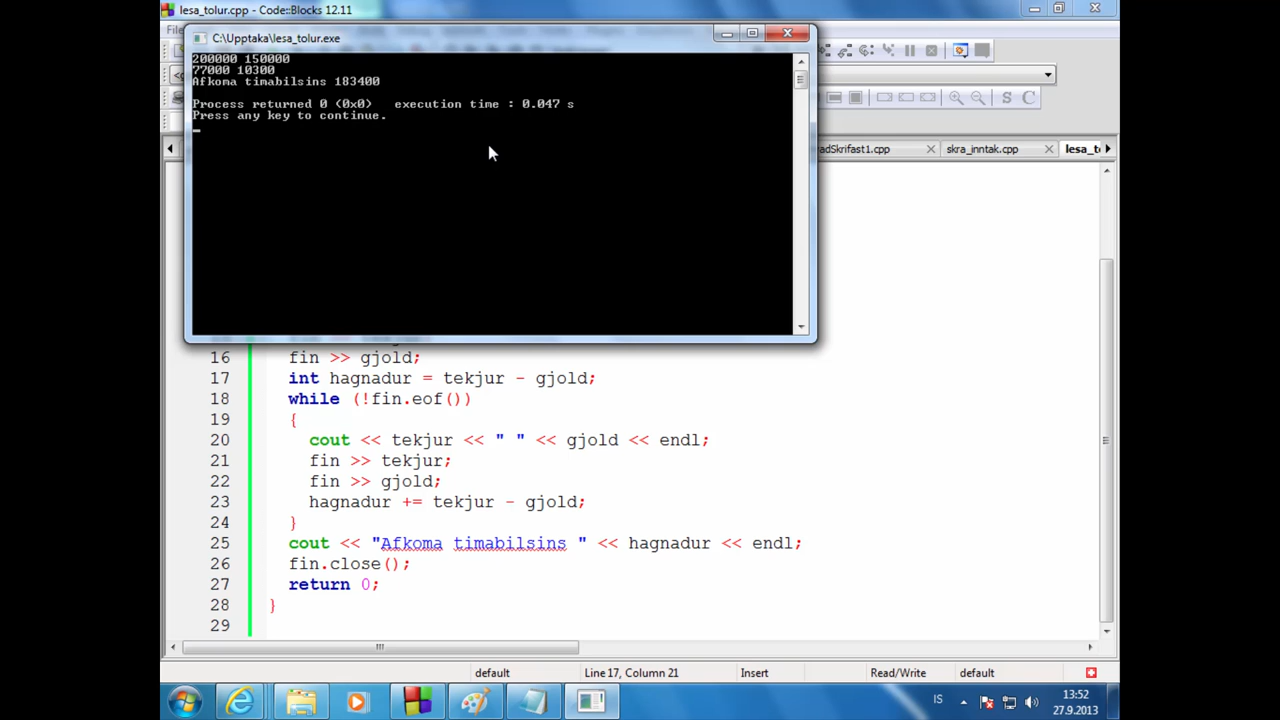 lesa_tolur.cpp - Code::Blocks 12.11
C:\Upptaka\lesa_tolur.exe
200000 150000
77000 10300
Afkoma timabilsins 183400
Process returned 0 (0x0)   execution time : 0.047 s
Press any key to continue.
skra_inntak.cpp
16 fin >> gjold;
17 int hagnadur = tekjur - gjold;
18 while (!fin.eof())
19 {
20 cout << tekjur << " " << gjold << endl;
21 fin >> tekjur;
22 fin >> gjold;
23 hagnadur += tekjur - gjold;
24 }
25 cout << "Afkoma timabilsins " << hagnadur << endl;
26 fin.close();
27 return 0;
28 }
29
default Line 17, Column 21 Insert Read/Write default
IS 13:52
27.9.2013